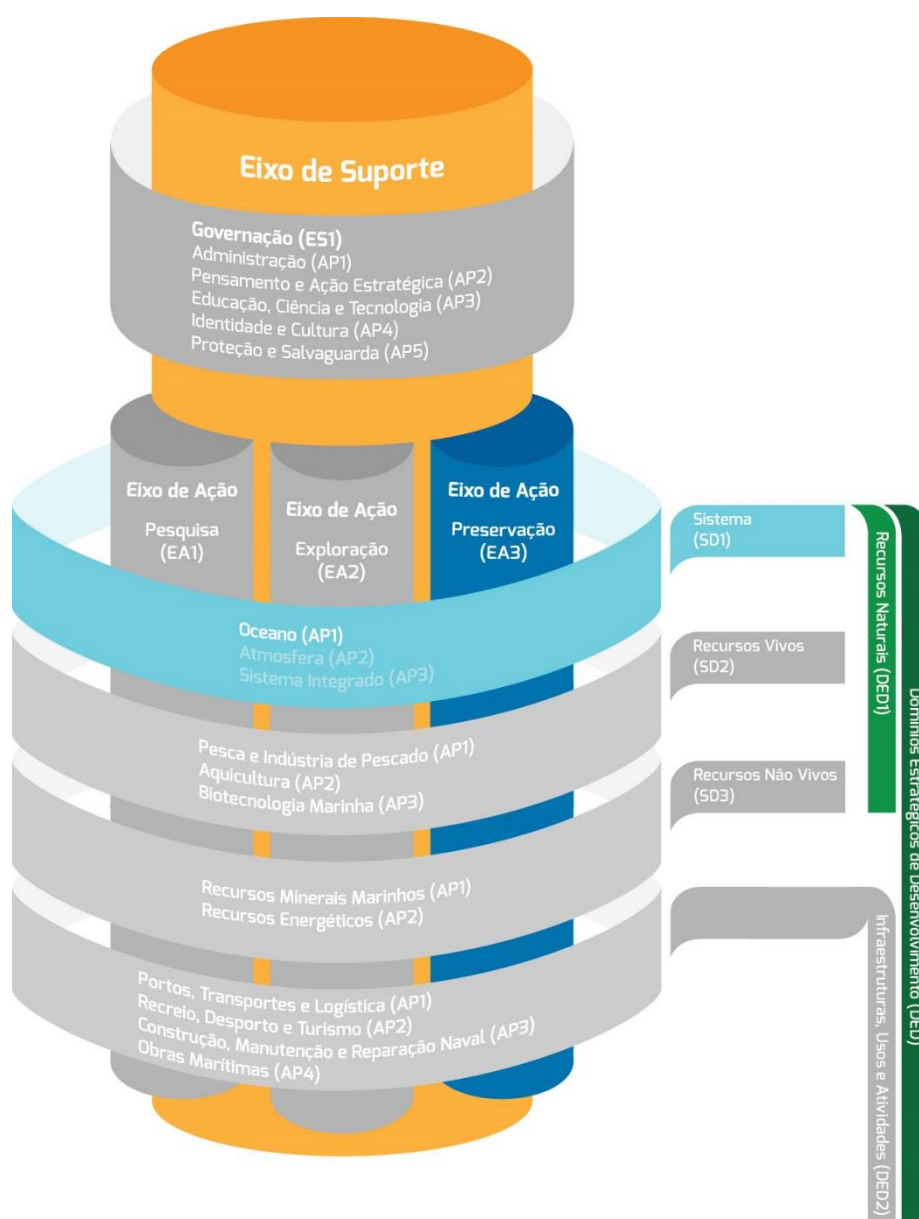 Eixo de Suporte
Governação (ES1)
Administração (AP1)
Pensamento e Ação Estratégica (AP2)
Educação, Ciência e Tecnologia (AP3)
Identidade e Cultura (AP4)
Proteção e Salvaguarda (AP5)
Eixo de Ação
Pesquisa
(EA1)
Eixo de Ação
Exploração
(EA2)
Eixo de Ação
Preservação
(EA3)
Oceano (AP1)
Atmosfera (AP2)
Sistema Integrado (AP3)
Pesca e Indústria de Pescado (AP1)
Aquicultura (AP2)
Biotecnologia Marinha (AP3)
Recursos Minerais Marinhos (AP1)
Recursos Energéticos (AP2)
Portos, Transportes e Logística (AP1)
Recreio, Desporto e Turismo (AP2)
Construção, Manutenção e Reparação Naval (AP3)
Obras Marítimas (AP4)
Sistema
(SD1)
Recursos Vivos
(SD2)
Recursos Não Vivos
(SD3)
Recursos Naturais (DED1)
Infraestruturas, Usos e Atividades (DED2)
Domínios Estratégicos de Desenvolvimento (DED)